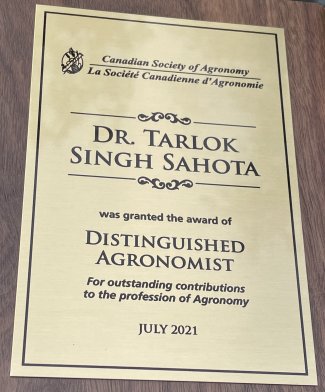 Canadian Society of Agronomy
La Société Canadienne d'Agronomie
DR. TARLOK
SINGH SAHOTA
was granted the award of
DISTINGUISHED
AGRONOMIST
For outstanding contributions
to the profession of Agronomy
JULY 2021